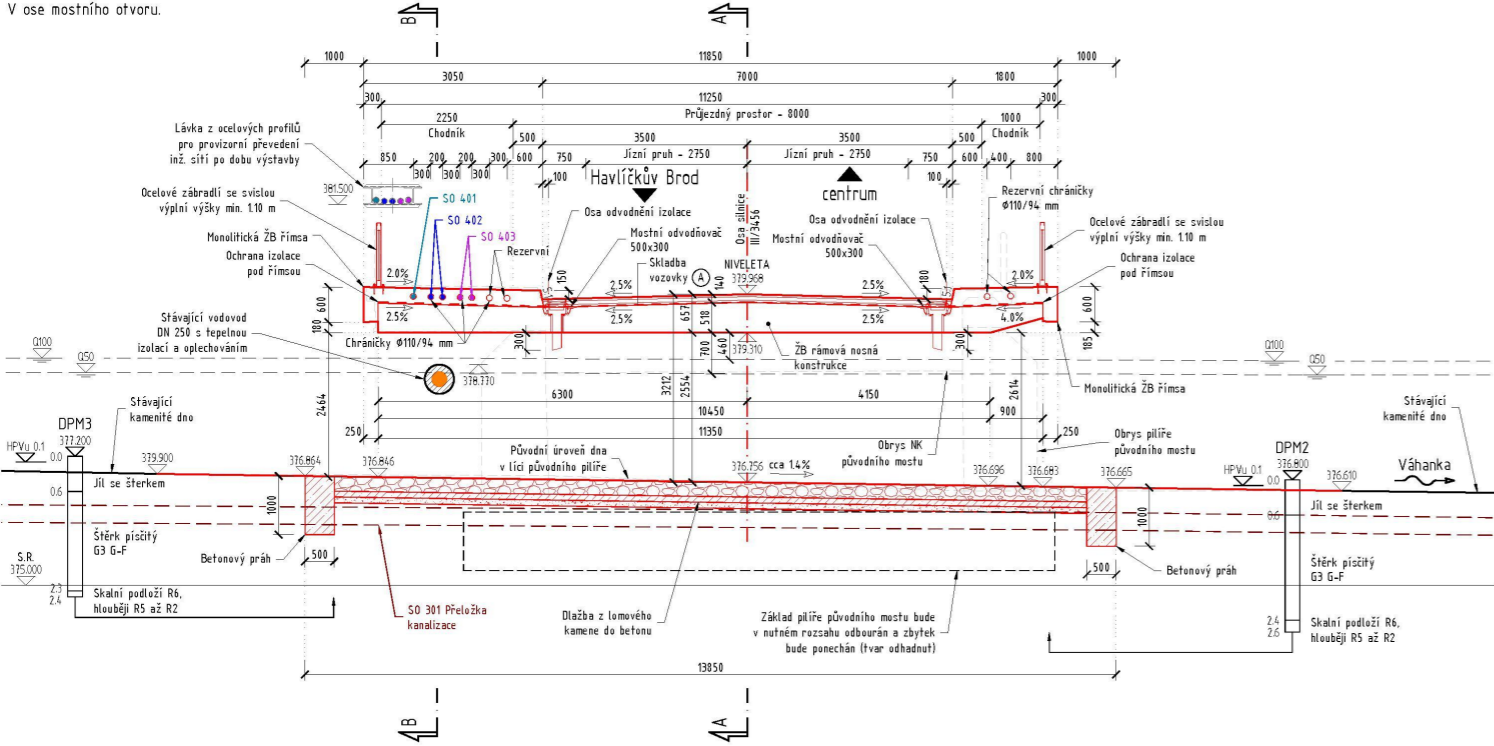 V ose mostního otvoru.
B
A
1000
11850
1000
3050
7000
1800
300
11250
300
2250
Průjezdný prostor - 8000
1000
Chodník
500
3500
3500
500
Chodník
850
200
200
300
600
750
Jízní pruh - 2750
Jízní pruh - 2750
750
600
400
800
300
300
100
100
Lávka z ocelových profilů
pro provizorní převedení
inž. sítí po dobu výstavby
Havlíčkův Brod
centrum
Ocelové zábradlí se svislou
výplní výšky min. 1.10 m
381.500
SO 401
SO 402
SO 403
Rezervní
Osa odvodnění izolace
Mostní odvodňovač
500x300
Skladba
vozovky
A
Osa silnice
III/3456
NIVELETA
379.968
Osa odvodnění izolace
Mostní odvodňovač
500x300
Rezervní chráničky
Φ110/94 mm
Ocelové zábradlí se svislou
výplní výšky min. 1.10 m
Monolitická ŽB římsa
Ochrana izolace
pod římsou
Ochrana izolace
pod římsou
2.0%
150
140
2.5%
2.5%
180
2.0%
600
657
518
600
2.5%
2.5%
2.5%
4.0%
180
185
Stávající vodovod
DN 250 s tepelnou
izolací a oplechováním
Chráničky Φ110/94 mm
300
700
460
379.310
ŽB rámová nosná
konstrukce
300
Q100
Q50
Q100
Q50
378.770
2464
3212
2554
2614
Monolitická ŽB římsa
6300
4150
10450
900
250
11350
250
Stávající
kamenité dno
Stávající
kamenité dno
DPM3
377.200
HPVu 0.1
0.0
379.900
376.864
376.846
Původní úroveň dna
v líci původního pilíře
376.756
cca 1.4%
Obrys NK
původního mostu
Obrys pilíře
původního mostu
376.696
376.683
376.665
HPVu 0.1
DPM2
376.800
0.0
376.610
Váhanka
0.6
Jíl se šterkem
1000
1000
0.6
Jíl se šterkem
Štěrk písčitý
G3 G-F
Štěrk písčitý
G3 G-F
Betonový práh
500
500
Betonový práh
S.R.
375.000
2.3
2.4
Skalní podloží R6,
hlouběji R5 až R2
SO 301 Přeložka
kanalizace
Dlažba z lomového
kamene do betonu
Základ pilíře původního mostu bude
v nutném rozsahu odbourán a zbytek
bude ponechán (tvar odhadnut)
2.4
2.6
Skalní podloží R6,
hlouběji R5 až R2
13850
B
A